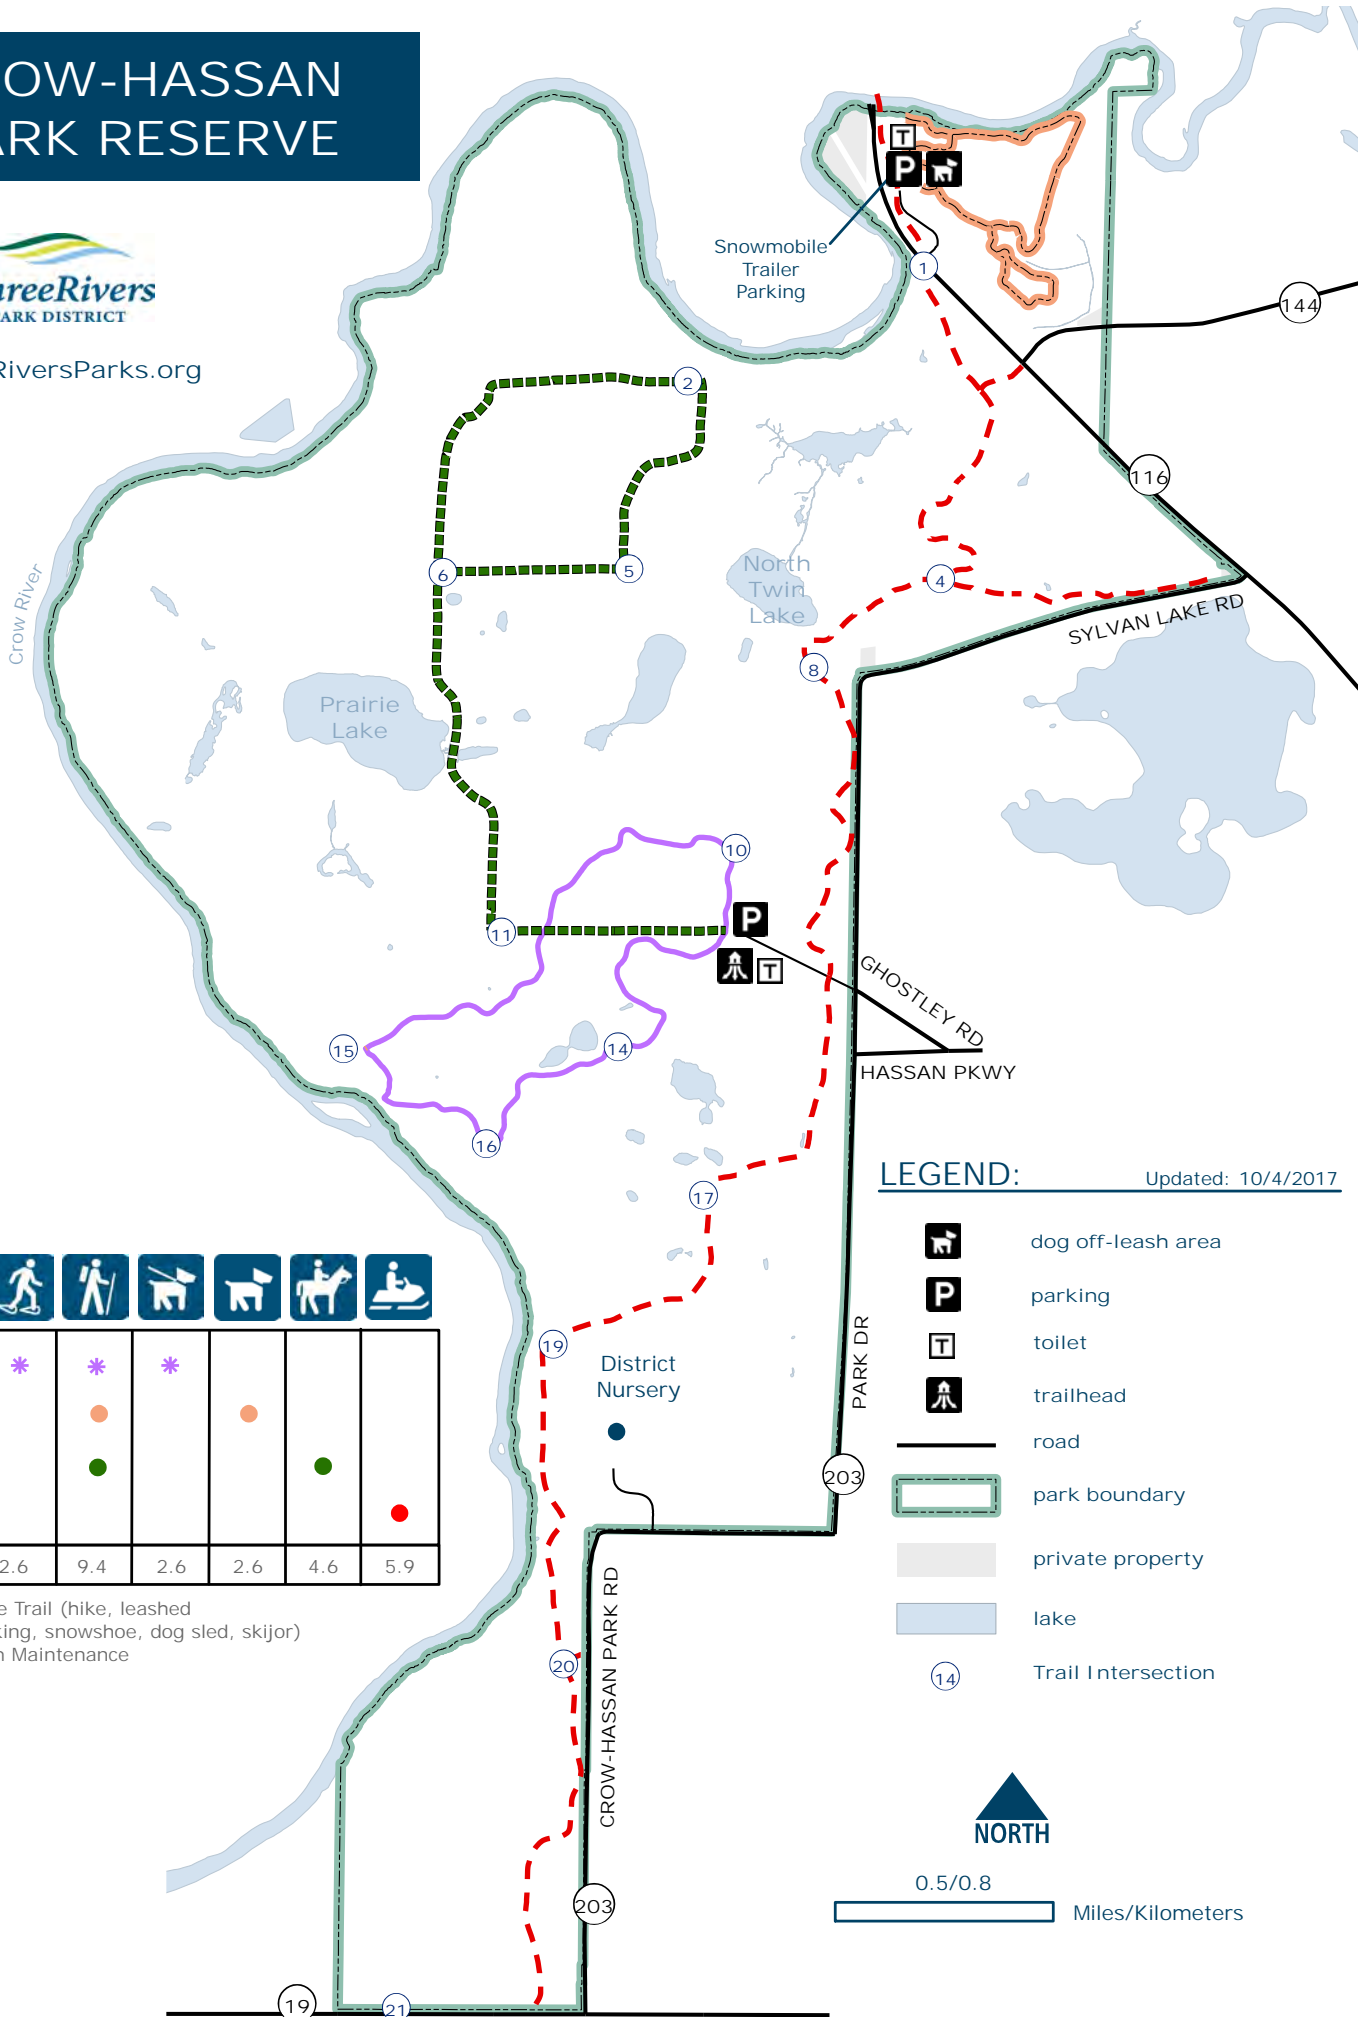 OW-HASSAN
ARK RESERVE
reeRivers
PARK DISTRICT
RiversParks.org
Snowmobile
Trailer
Parking
1
144
2
116
North
Twin
Lake
4
5
6
SYLVAN LAKE RD
Crow River
8
Prairie
Lake
10
P
11
T
GHOSTLEY RD
15
14
HASSAN PKWY
16
17
LEGEND:
Updated: 10/4/2017
dog off-leash area
P
parking
T
toilet
trailhead
road
park boundary
private property
lake
14
Trail Intersection
19
District
Nursery
PARK DR
203
2.6
9.4
2.6
2.6
4.6
5.9
e Trail (hike, leashed
king, snowshoe, dog sled, skijor)
Maintenance
20
CROW-HASSAN PARK RD
NORTH
0.5/0.8
Miles/Kilometers
203
19
21
T
P